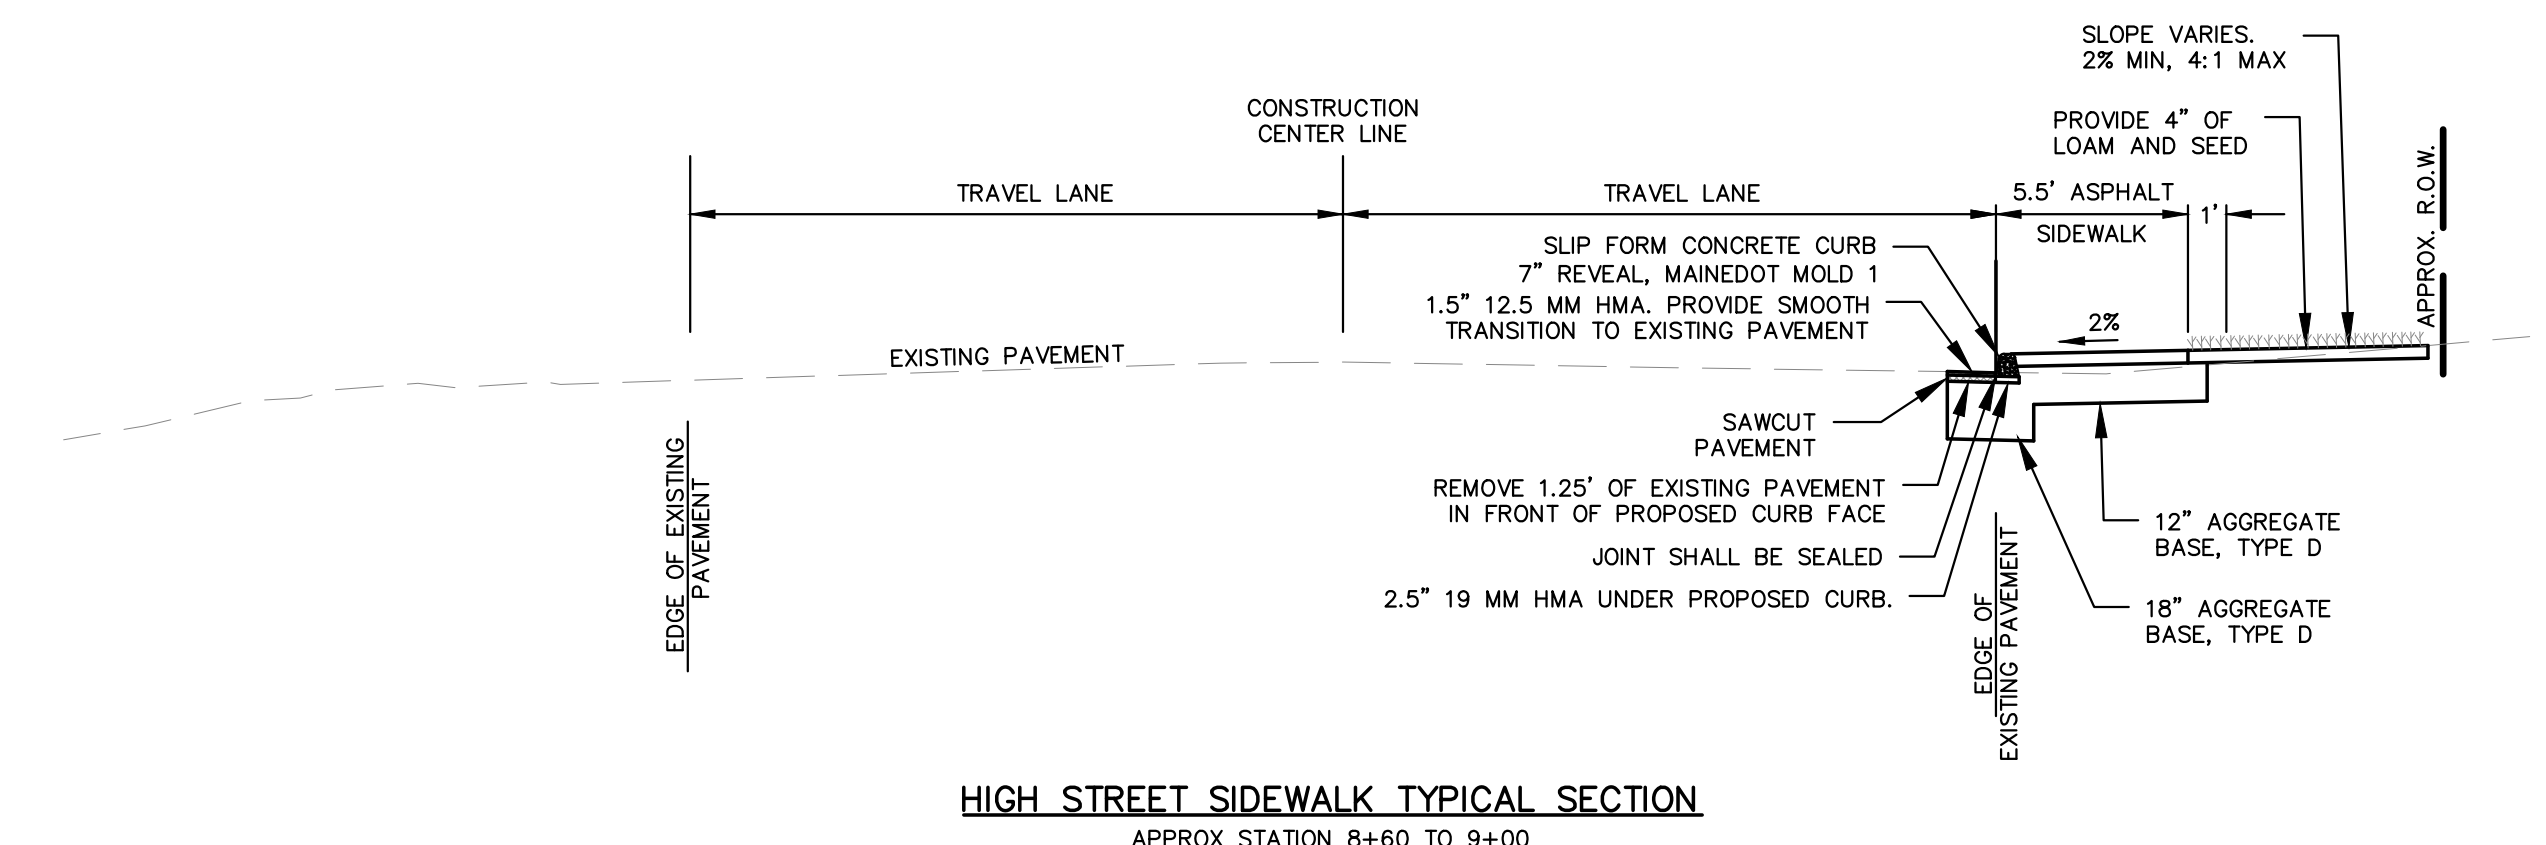 SLOPE VARIES.
2% MIN, 4:1 MAX
CONSTRUCTION
CENTER LINE
PROVIDE 4” OF
LOAM AND SEED
TRAVEL LANE
TRAVEL LANE
5.5’ ASPHALT
SIDEWALK
1’
APPROX. R.O.W.
SLIP FORM CONCRETE CURB
7” REVEAL, MAINEDOT MOLD 1
1.5” 12.5 MM HMA. PROVIDE SMOOTH
TRANSITION TO EXISTING PAVEMENT
2%
EXISTING PAVEMENT
SAWCUT
PAVEMENT
EDGE OF EXISTING
PAVEMENT
REMOVE 1.25’ OF EXISTING PAVEMENT
IN FRONT OF PROPOSED CURB FACE
JOINT SHALL BE SEALED
2.5” 19 MM HMA UNDER PROPOSED CURB.
EDGE OF
EXISTING PAVEMENT
12” AGGREGATE
BASE, TYPE D
18” AGGREGATE
BASE, TYPE D
HIGH STREET SIDEWALK TYPICAL SECTION
APPROX STATION 8+60 TO 9+00